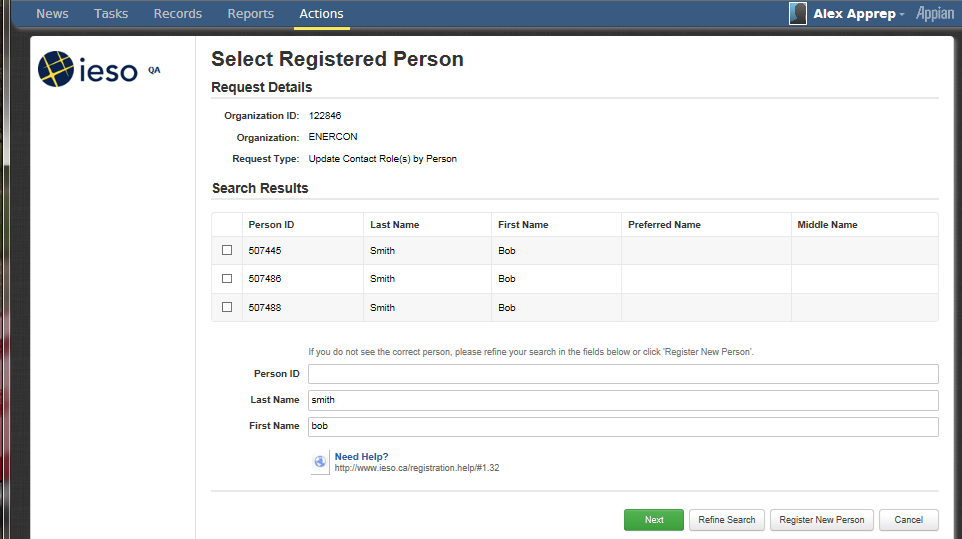 News Tasks Records Reports Actions Alex Apprep Appian
ieso QA
Select Registered Person
Request Details
Organization ID: 122846
Organization: ENERCON
Request Type: Update Contact Role(s) by Person
Search Results
Person ID Last Name First Name Preferred Name Middle Name
507445 Smith Bob
507486 Smith Bob
507488 Smith Bob
If you do not see the correct person, please refine your search in the fields below or click 'Register New Person'.
Person ID
Last Name smith
First Name bob
Need Help?
http://www.ieso.ca/registration.help/#1.32
Next Refine Search Register New Person Cancel